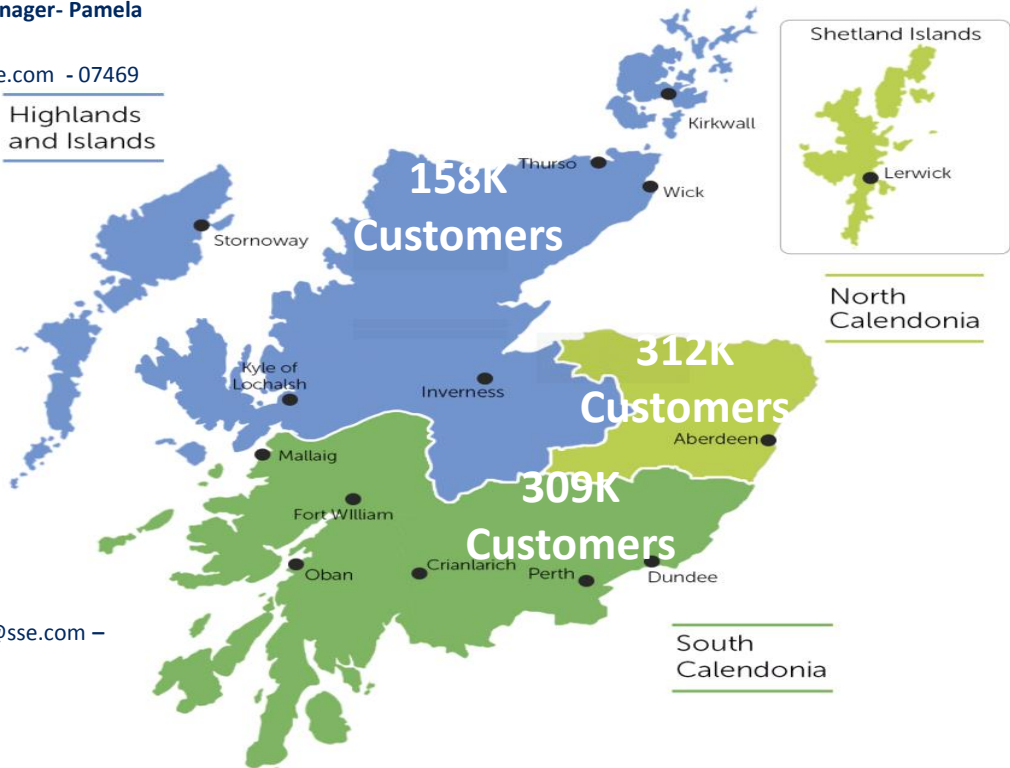 nager- Pamela
e.com - 07469
Highlands
and Islands
Shetland Islands
Kirkwall
Thurso
158K
Customers
Wick
Lerwick
Stornoway
North
Calendonia
312K
Customers
Kyle of
Lochalsh
Inverness
Aberdeen
Mallaig
309K
Customers
Fort WIlliam
Oban
Crianlarich
Perth
Dundee
@sse.com –
South
Calendonia